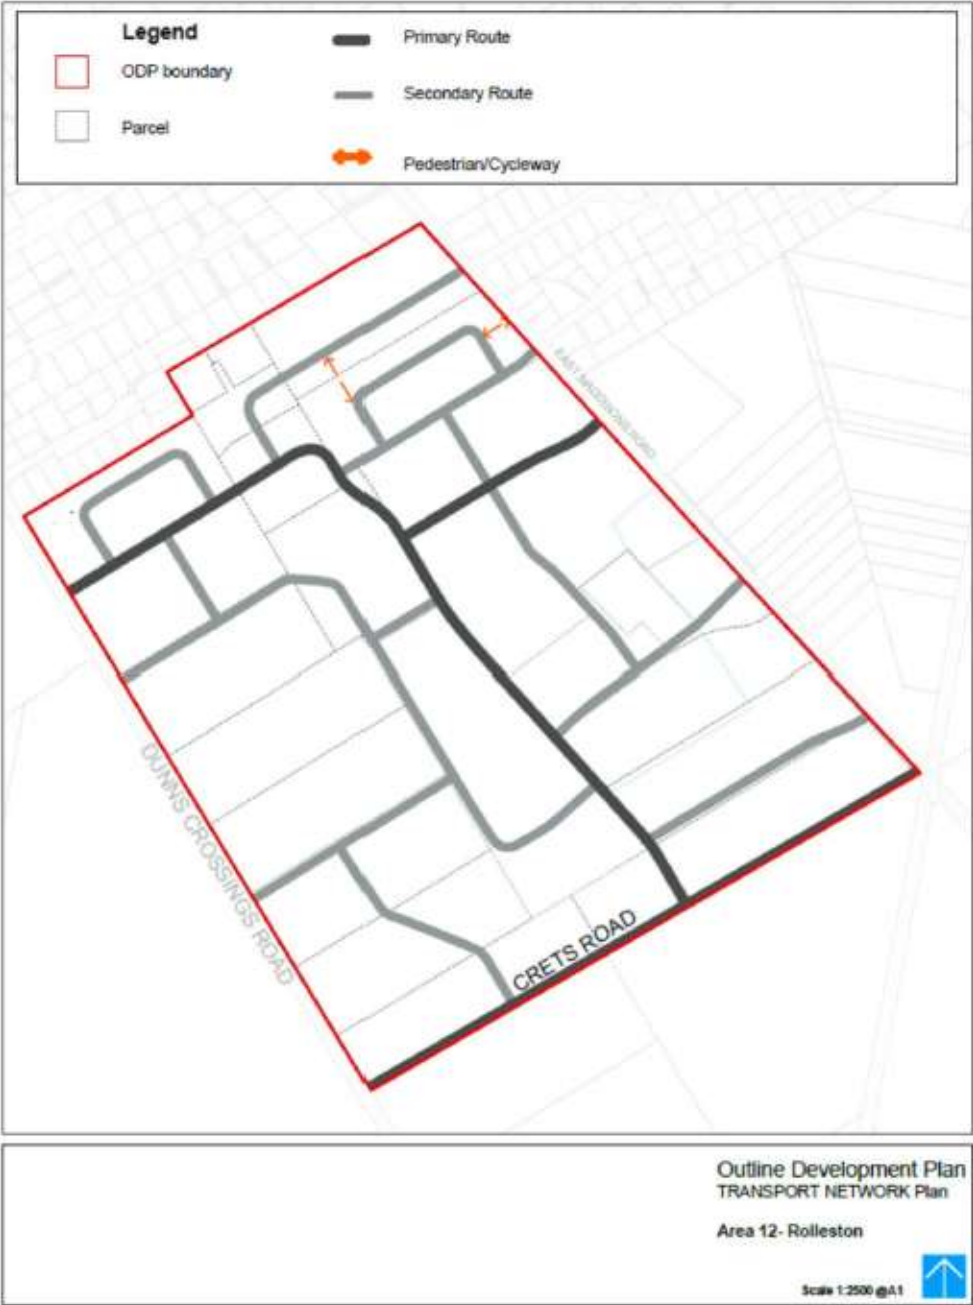 Legend
ODP boundary
Parcel
Primary Route
Secondary Route
Pedestrian/Cycleway
EAST MADDISONS ROAD
DUNNS CROSSINGS ROAD
CRETS ROAD
Outline Development Plan
TRANSPORT NETWORK Plan
Area 12- Rolleston
Scale 1:2500 @A1